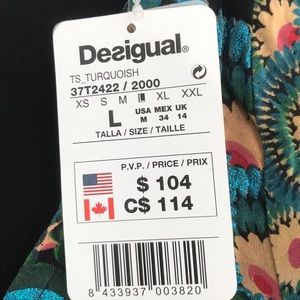 Desigual®
TS_TURQUOISH
37T2422 / 2000
XS S M L XL XXL
L USA MEX UK
M 34 14
TALLA / SIZE / TAILLE
P.V.P. / PRICE / PRIX
$ 104
C$ 114
8 433937 003820